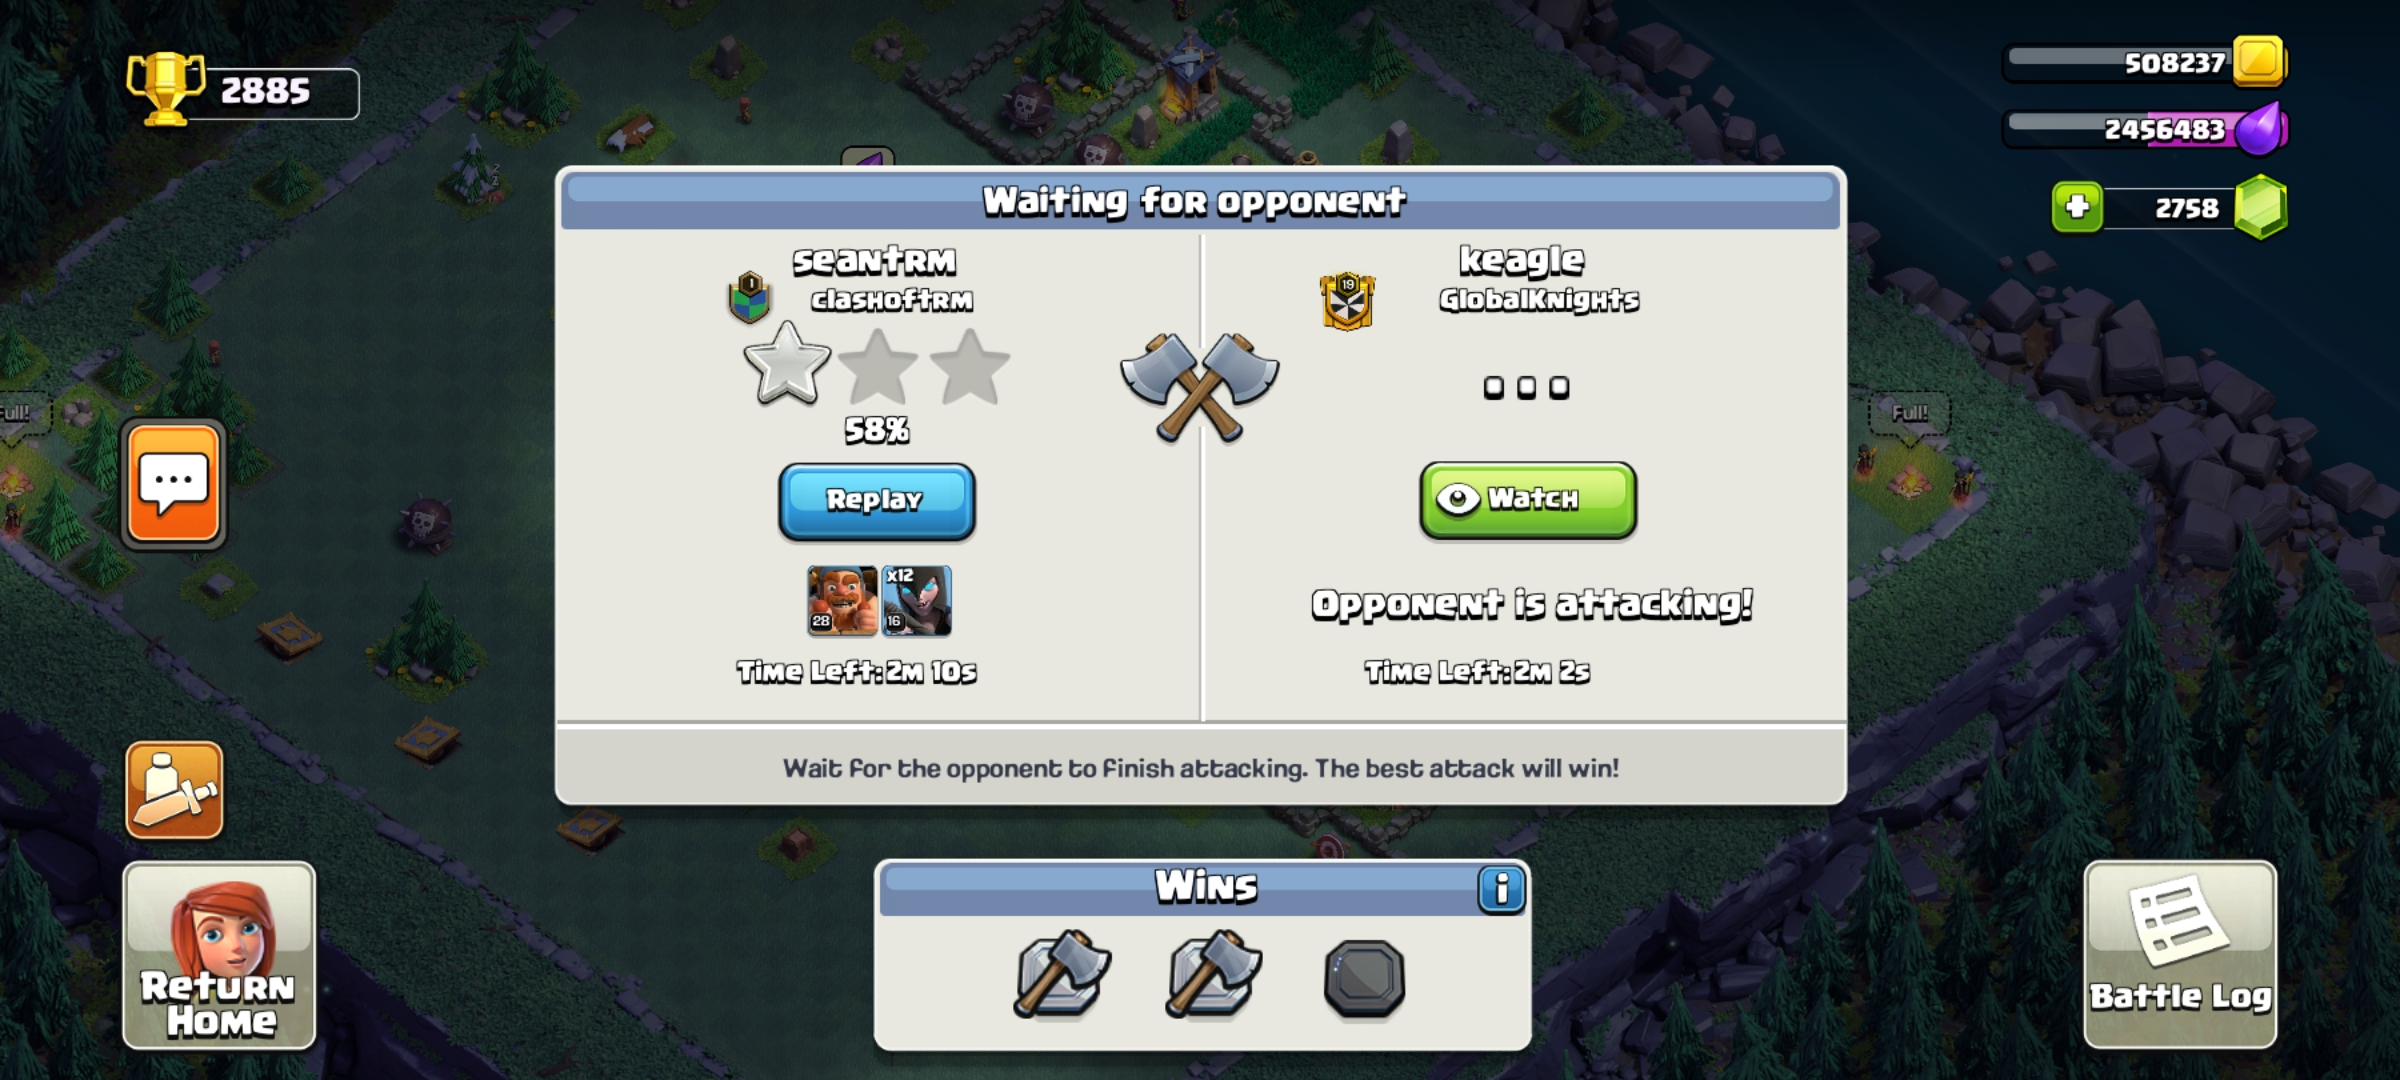 2885
508237
2456483
2758
Waiting for opponent
seantrm
1
clashoftrm
58%
Replay
28
x12
16
Time Left:2m 10s
keagle
19
GlobalKnights
Watch
Opponent is attacking!
Time Left:2m 2s
Wait for the opponent to finish attacking. The best attack will win!
Full!
Full!
Wins
i
Return
Home
Battle Log